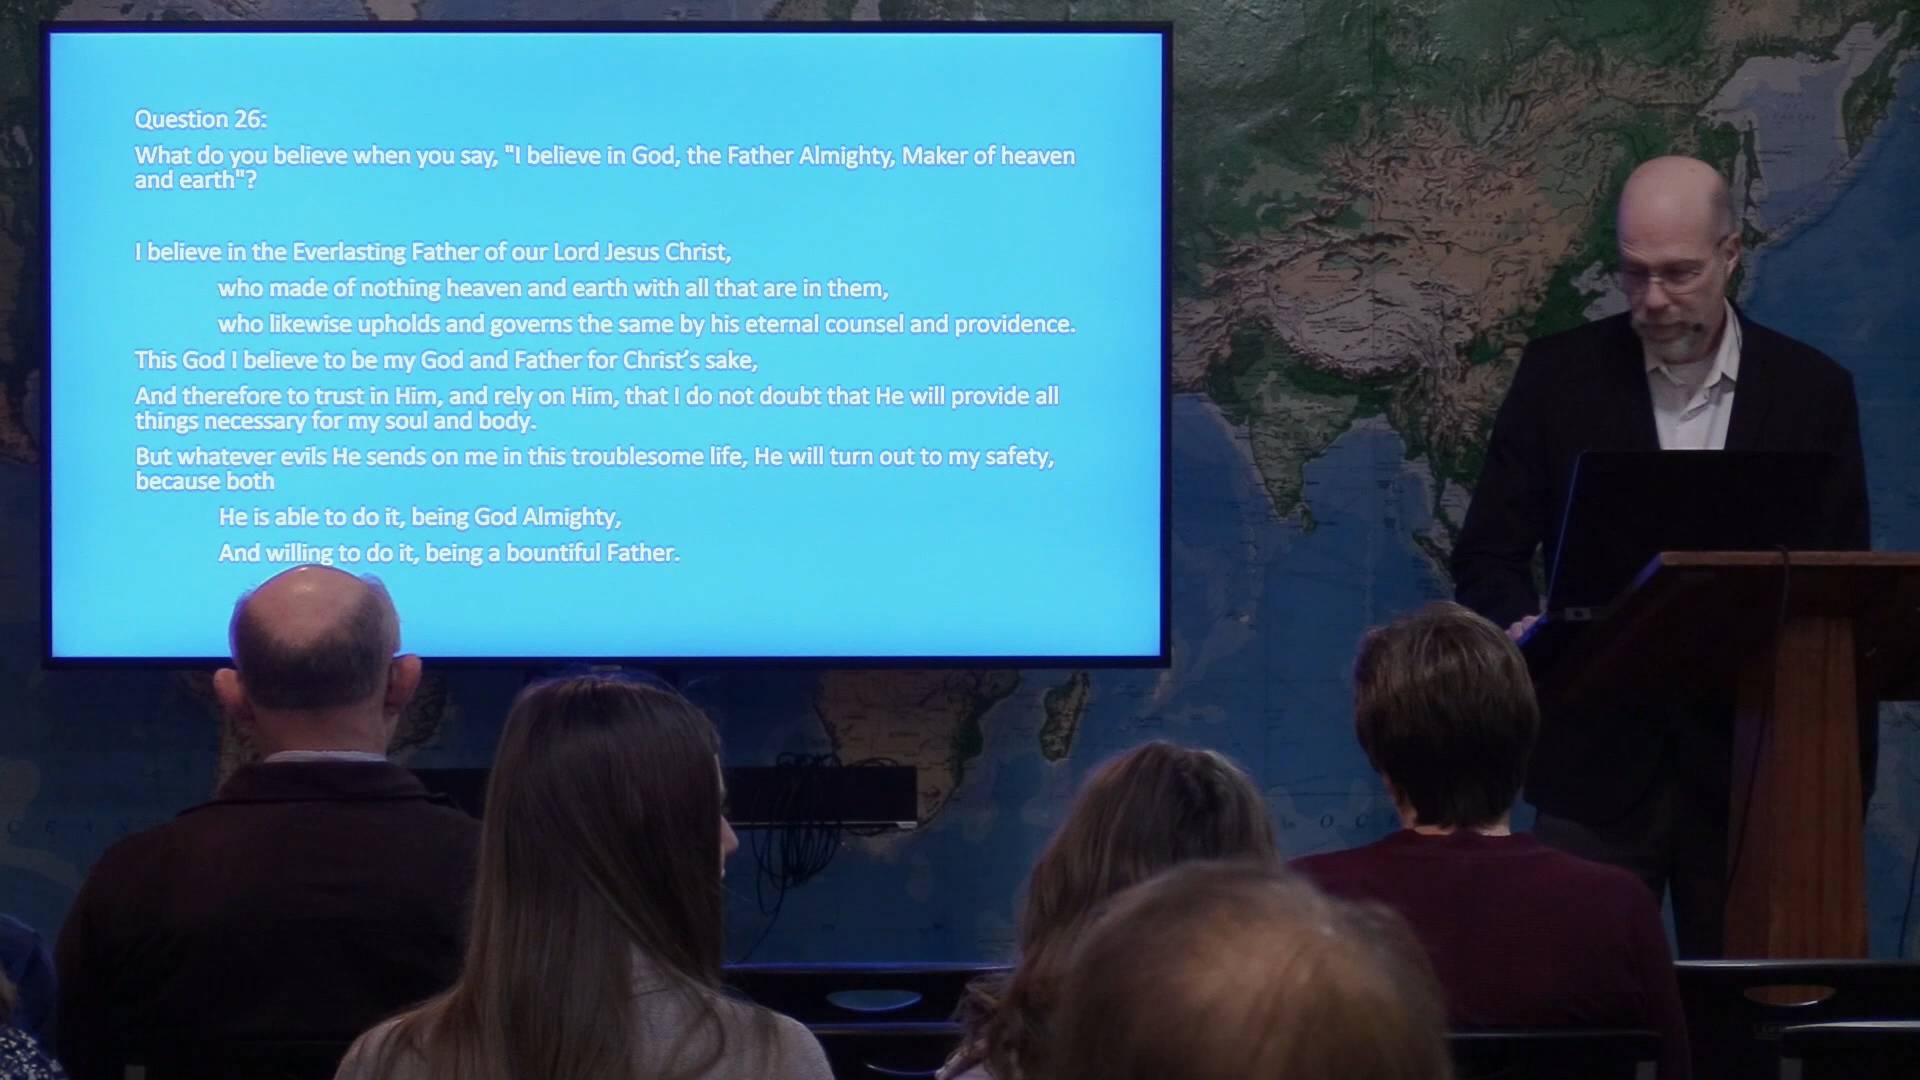 Question 26:
What do you believe when you say, "I believe in God, the Father Almighty, Maker of heaven
and earth"?
I believe in the Everlasting Father of our Lord Jesus Christ,
who made of nothing heaven and earth with all that are in them,
who likewise upholds and governs the same by his eternal counsel and providence.
This God I believe to be my God and Father for Christ’s sake,
And therefore to trust in Him, and rely on Him, that I do not doubt that He will provide all
things necessary for my soul and body.
But whatever evils He sends on me in this troublesome life, He will turn out to my safety,
because both
He is able to do it, being God Almighty,
And willing to do it, being a bountiful Father.